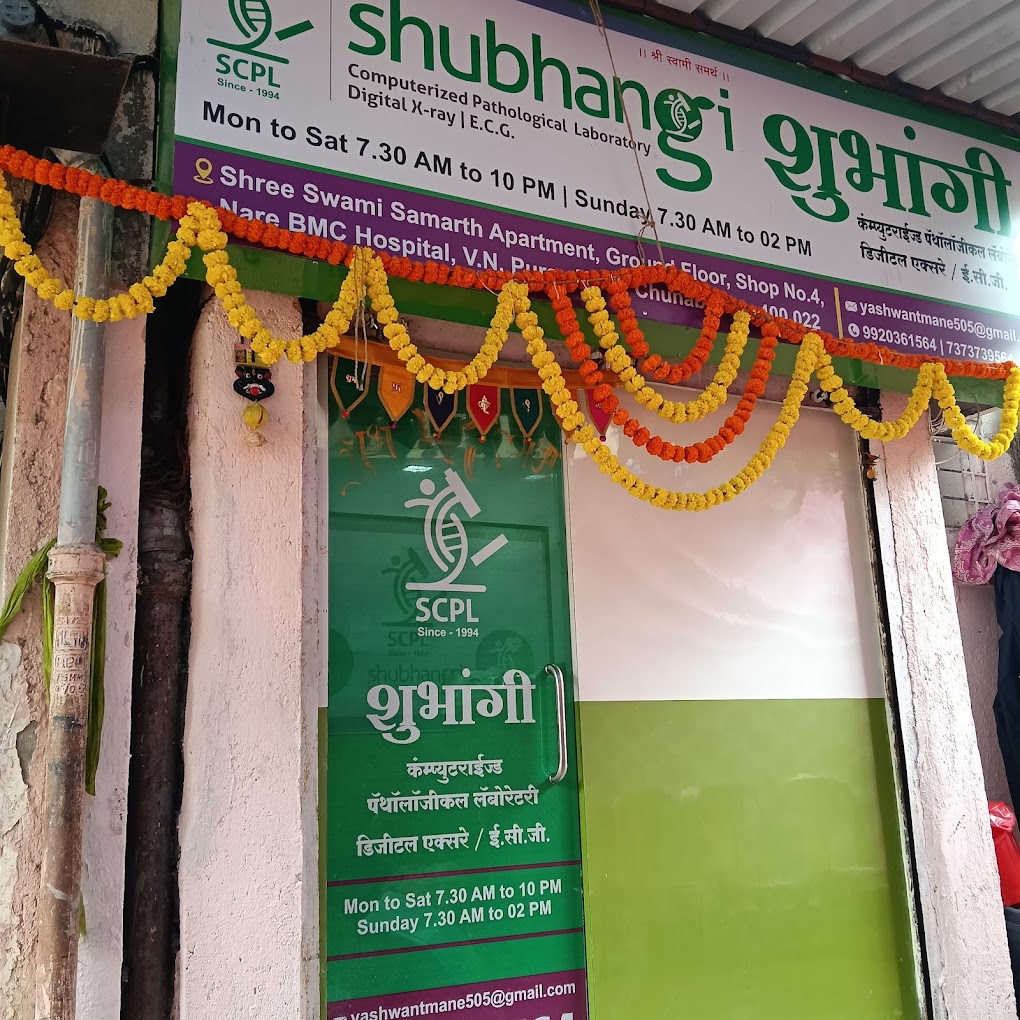 SCPL
Since - 1994
shubhangi
Computerized Pathological Laboratory
Digital X-ray | E.C.G.
Mon to Sat 7.30 AM to 10 PM | Sunday 7.30 AM to 02 PM
।। श्री स्वामी समर्थ ।।
शुभांगी
कंम्प्युटराईज्ड पॅथॉलॉजीकल
डिजीटल एक्सरे / ई.सी.जी.
Shree Swami Samarth Apartment, Ground Floor, Shop No.4,
Nare BMC Hospital, V.N.
400 022
yashwantmane505@gmail.
9920361564 |
SCPL
Since - 1994
शुभांगी
कंम्प्युटराईज्ड
पॅथॉलॉजीकल लॅबोरेटरी
डिजीटल एक्सरे / ई.सी.जी.
Mon to Sat 7.30 AM to 10 PM
Sunday 7.30 AM to 02 PM
yashwantmane505@gmail.com